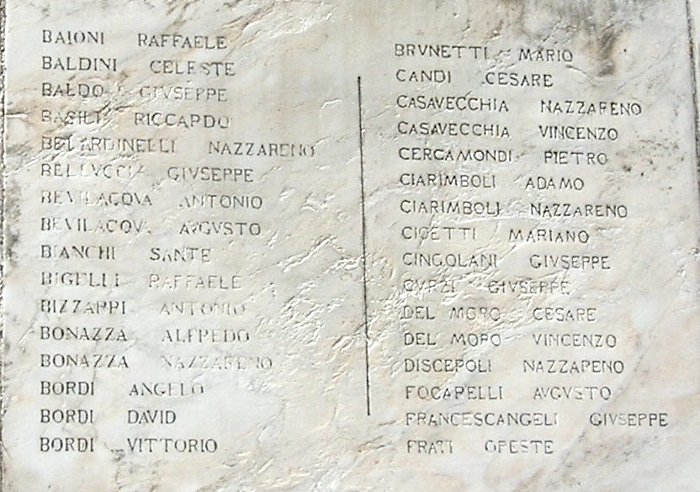 BAIONI RAFFAELE
BALDINI CELESTE
BALDO GIVSEPPE
BASILI RICCARDO
BELARDINELLI NAZZARENO
BELLVCCI GIVSEPPE
BEVILACQVA ANTONIO
BEVILACQVA AVGVSTO
BIANCHI SANTE
BIGELLI RAFFAELE
BIZZARRI ANTONIO
BONAZZA ALFREDO
BONAZZA NAZZARENO
BORDI ANGELO
BORDI DAVID
BORDI VITTORIO
BRVNETTI MARIO
CANDI CESARE
CASAVECCHIA NAZZARENO
CASAVECCHIA VINCENZO
CERCAMONDI PIETRO
CIARIMBOLI ADAMO
CIARIMBOLI NAZZARENO
CICETTI MARIANO
CINGOLANI GIVSEPPE
CVRZI GIVSEPPE
DEL MORO CESARE
DEL MORO VINCENZO
DISCEPOLI NAZZARENO
FOCARELLI AVGVSTO
FRANCESCANGELI GIVSEPPE
FRATI ORESTE